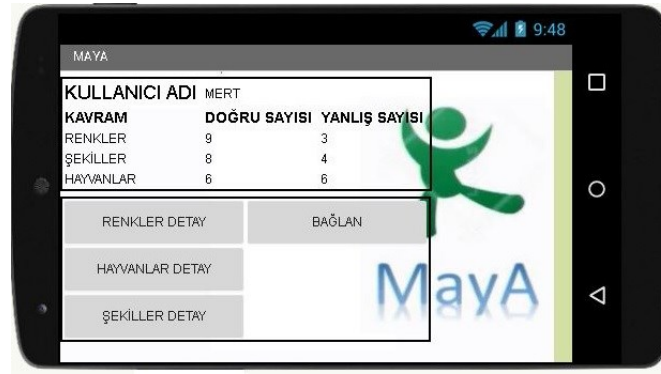 9:48
MAYA
KULLANICI ADI MERT
KAVRAM DOĞRU SAYISI YANLIŞ SAYISI
RENKLER 9 3
ŞEKİLLER 8 4
HAYVANLAR 6 6
RENKLER DETAY BAĞLAN
HAYVANLAR DETAY
ŞEKİLLER DETAY
MayA